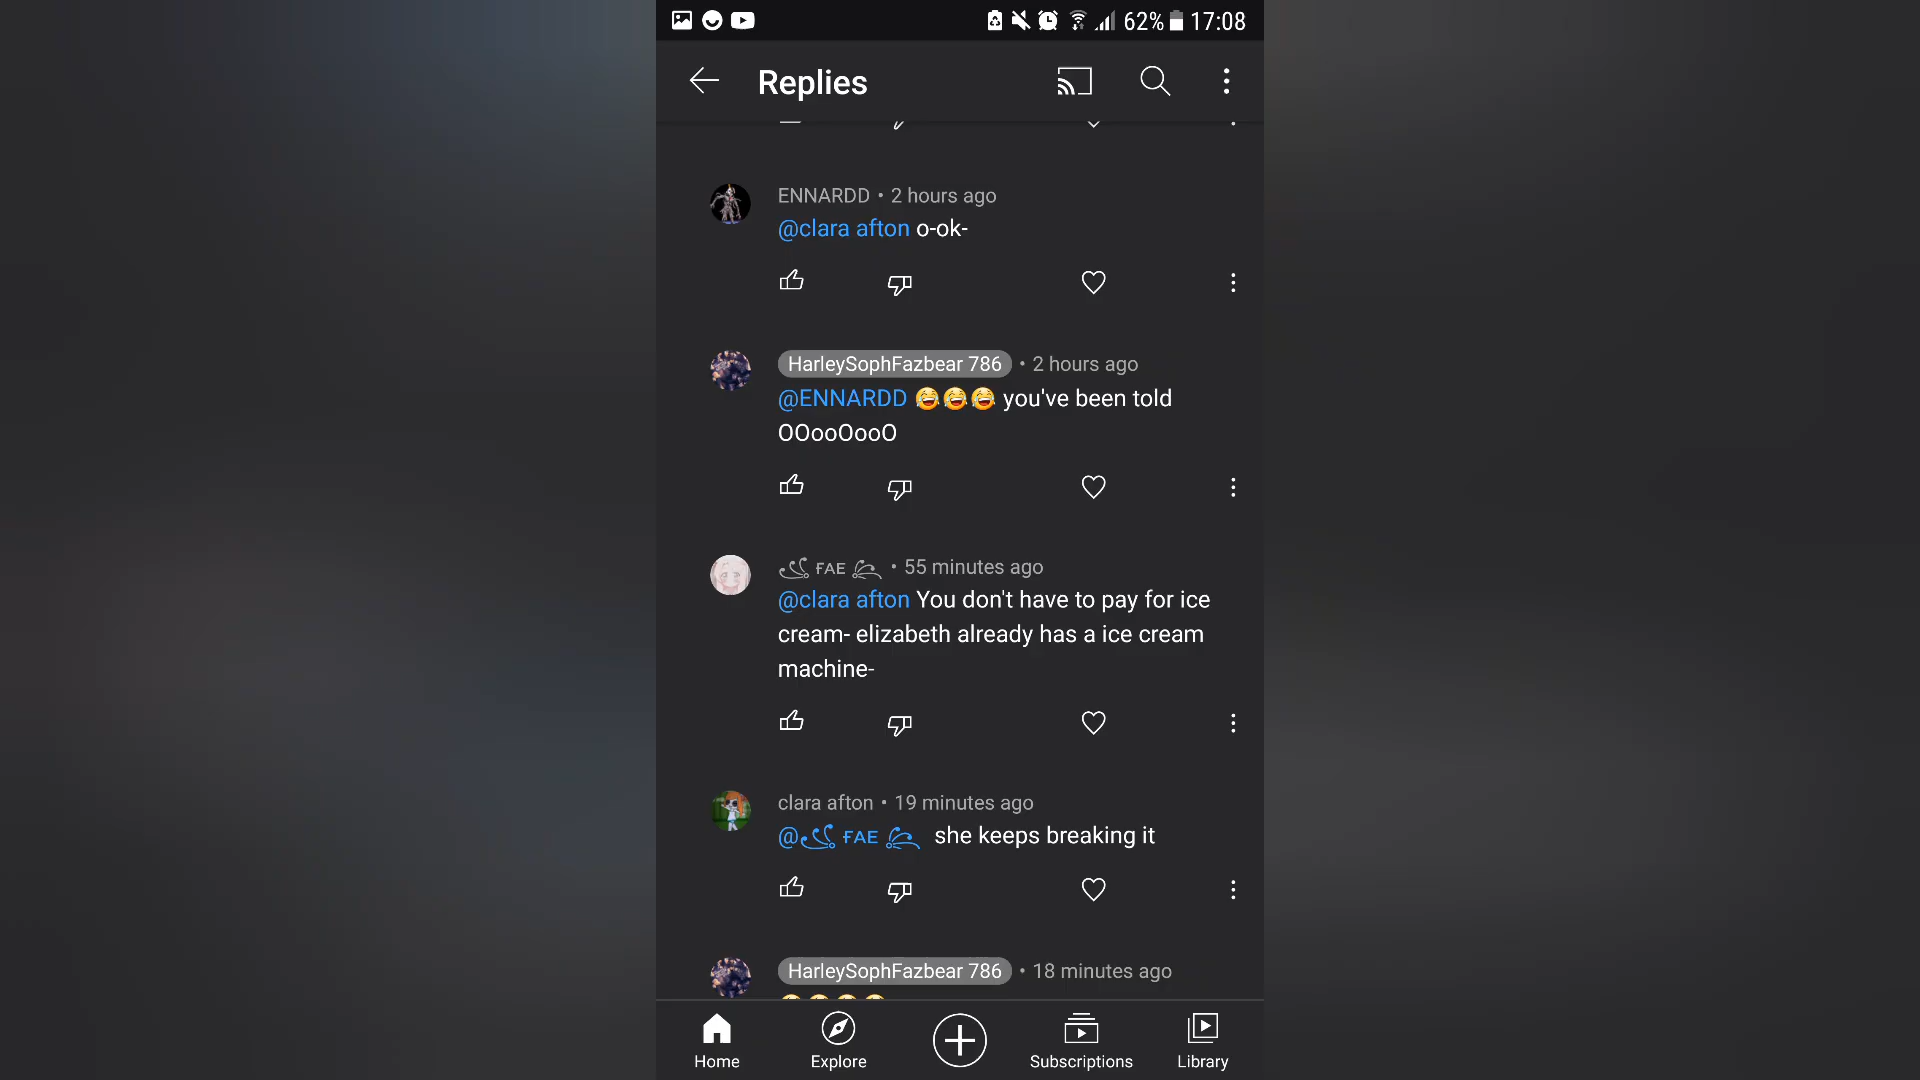 62% 17:08
Replies
ENNARDD • 2 hours ago
@clara afton o-ok-
HarleySophFazbear 786 • 2 hours ago
@ENNARDD 😂😂😂 you've been told
OOooOooO
ꜰᴀᴇ • 55 minutes ago
@clara afton You don't have to pay for ice
cream- elizabeth already has a ice cream
machine-
clara afton • 19 minutes ago
@ ꜰᴀᴇ she keeps breaking it
HarleySophFazbear 786 • 18 minutes ago
Home Explore Subscriptions Library